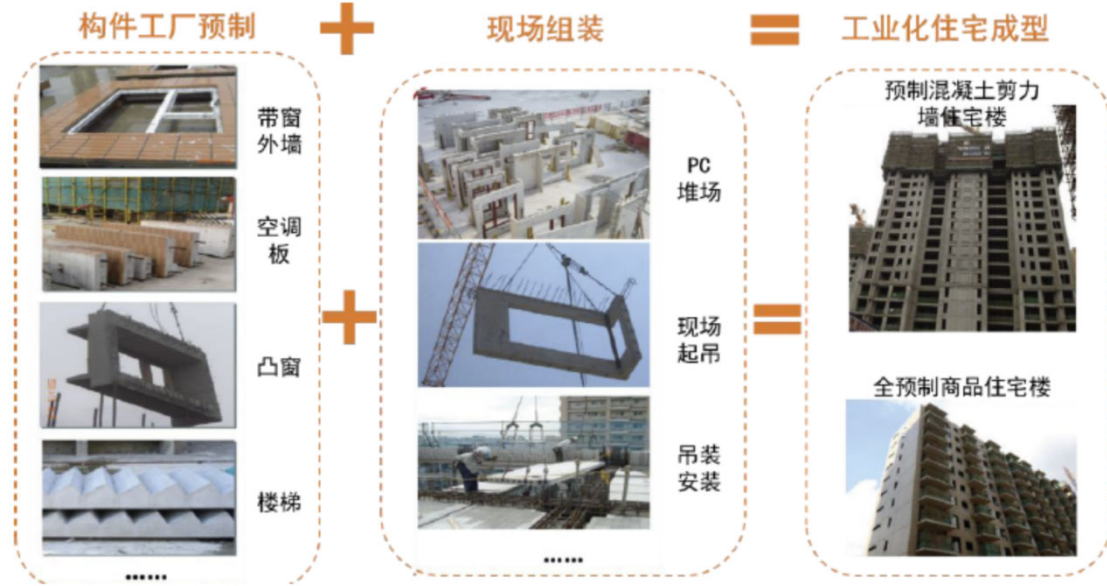 构件工厂预制
+
现场组装
=
工业化住宅成型
带窗
外墙
空调
板
凸窗
楼梯
……
PC
堆场
+
现场
起吊
吊装
安装
……
=
预制混凝土剪力
墙住宅楼
全预制商品住宅楼